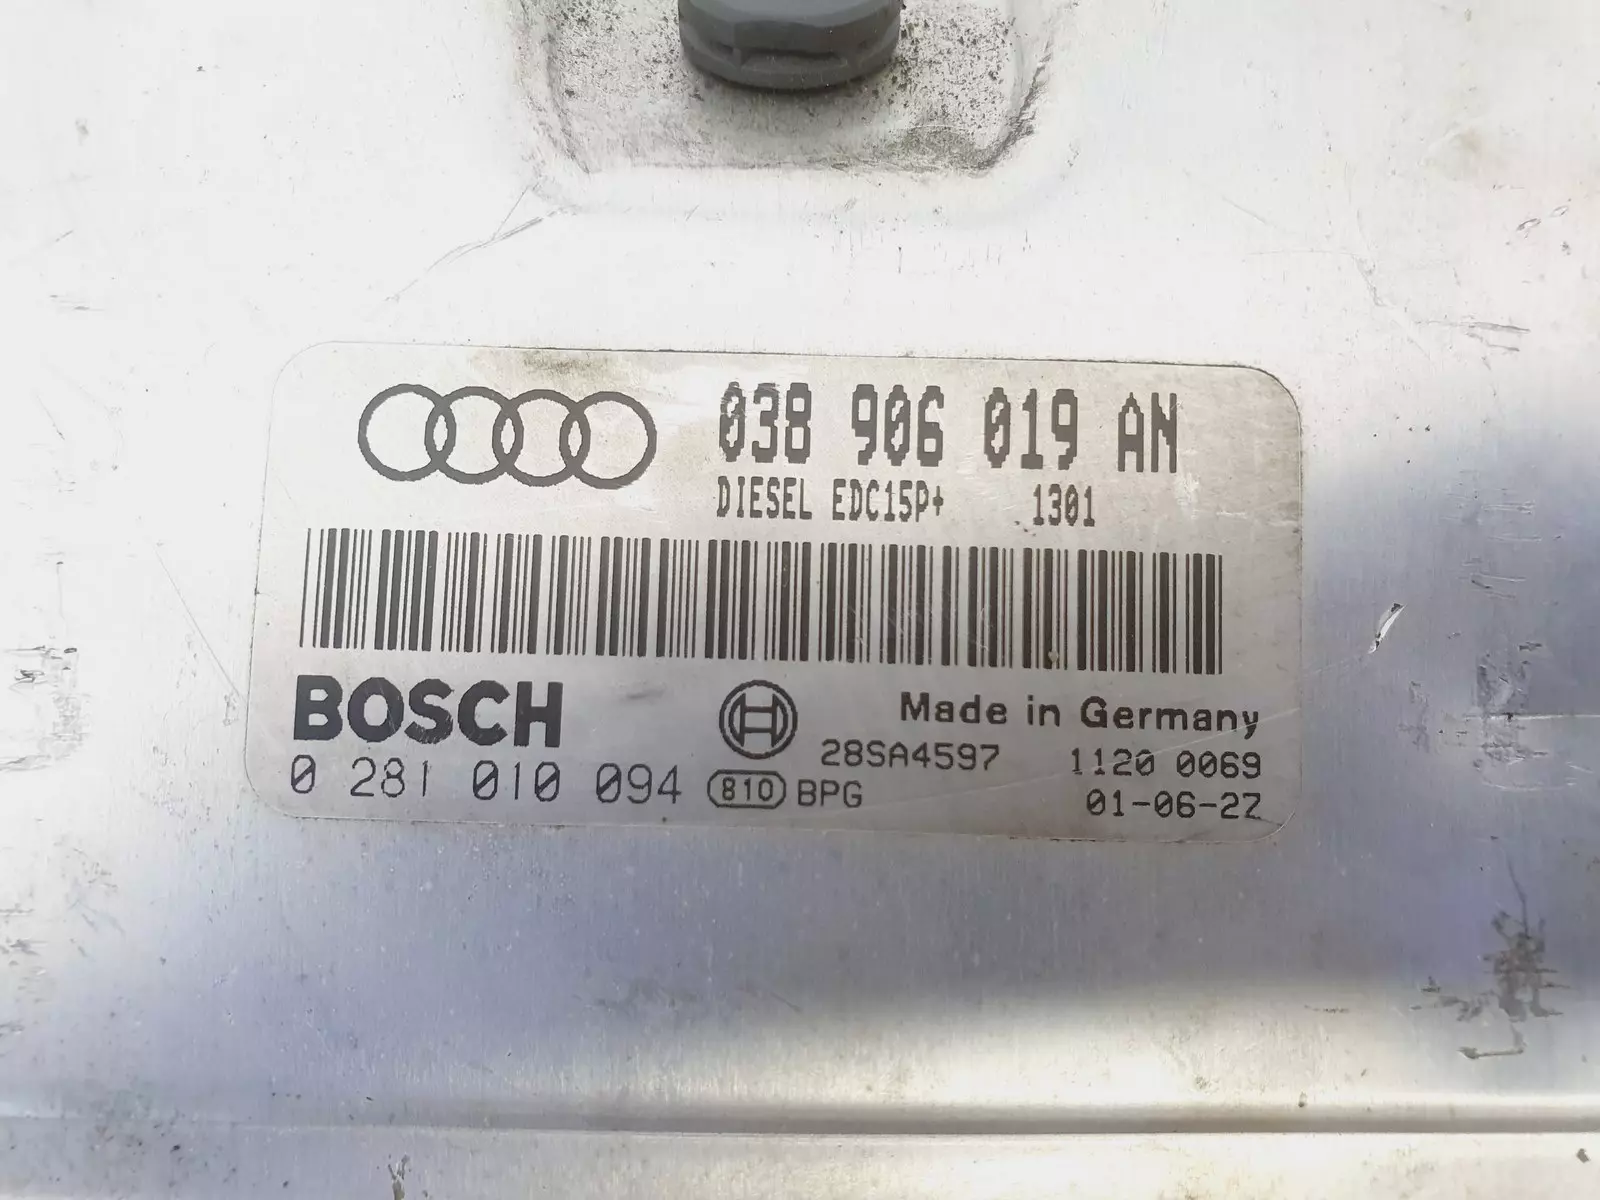 038 906 019 AN
DIESEL EDC15P+ 1301
BOSCH
Made in Germany
28SA4597 1120 0069
0 281 010 094 810 BPG 01-06-22